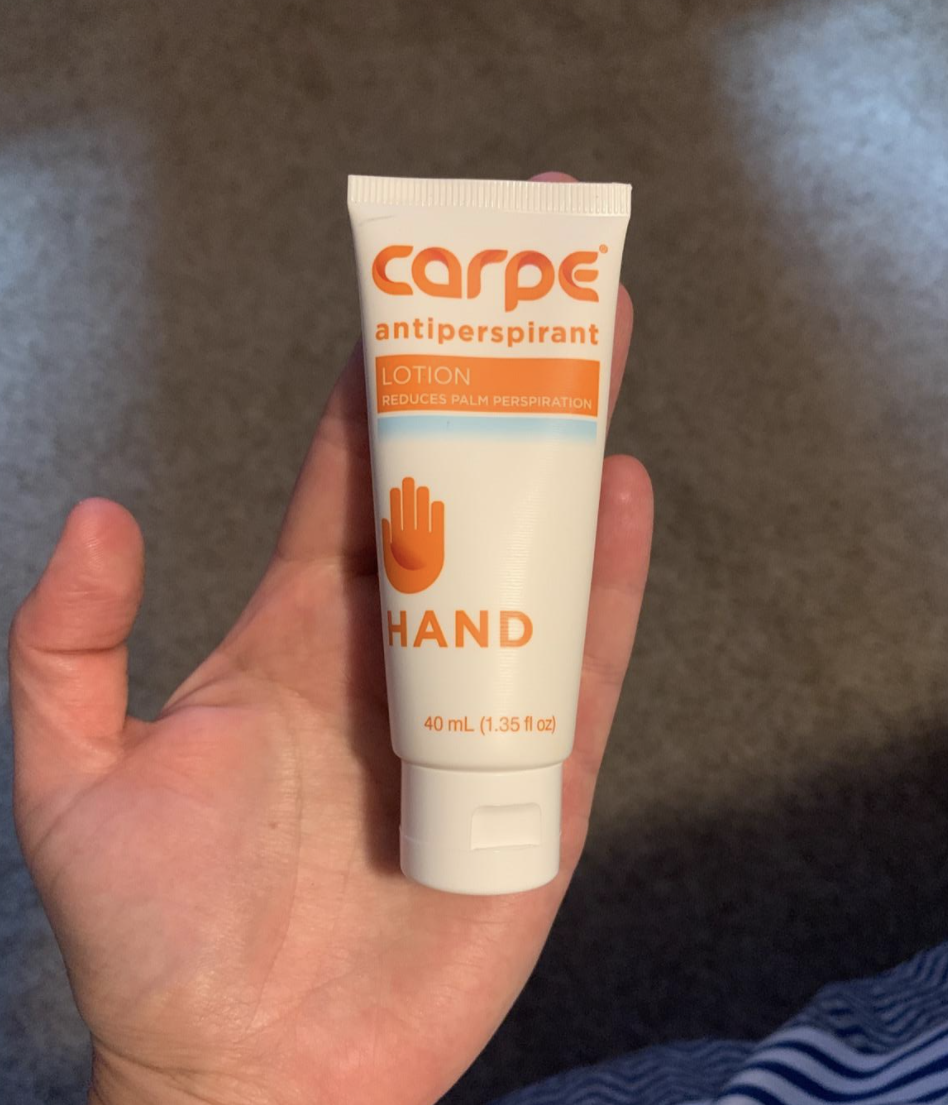 carpe
antiperspirant
LOTION
REDUCES PALM PERSPIRATION
HAND
40 mL (1.35 fl oz)